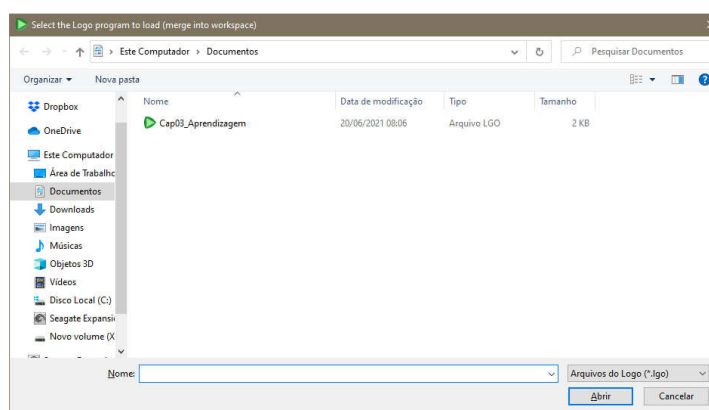 Select the Logo program to load (merge into workspace)
Este Computador > Documentos
Pesquisar Documentos
Organizar
Nova pasta
Nome
Data de modificação
Tipo
Tamanho
Cap03_Aprendizagem
20/06/2021 08:06
Arquivo LGO
2 KB
Dropbox
OneDrive
Este Computador
Área de Trabalho
Documentos
Downloads
Imagens
Músicas
Objetos 3D
Vídeos
Disco Local (C:)
Seagate Expansi
Novo volume (X
Nome:
Arquivos do Logo (*.lgo)
Abrir
Cancelar